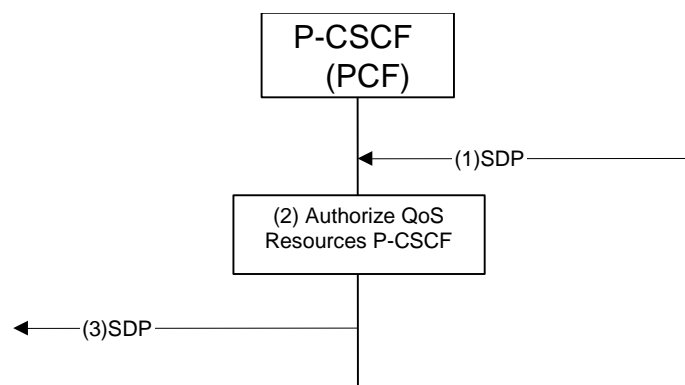 P-CSCF
(PCF)
(1)SDP
(2) Authorize QoS
Resources P-CSCF
(3)SDP